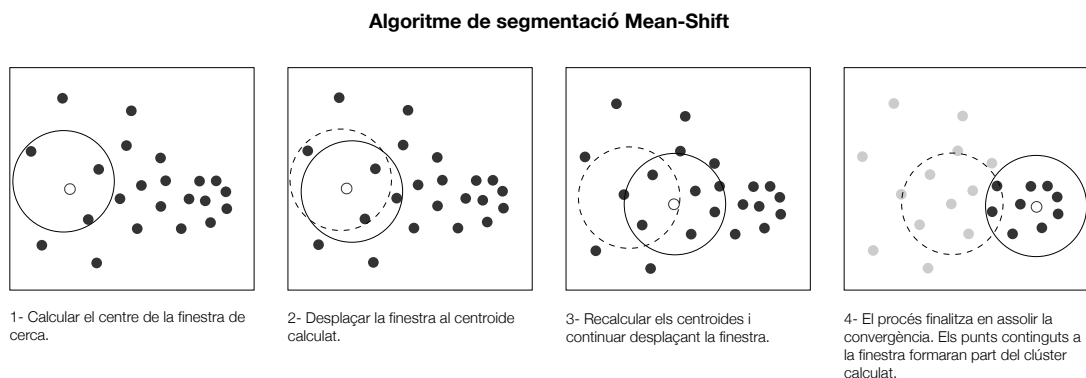 Algoritme de segmentació Mean-Shift
1- Calcular el centre de la finestra de
cerca.
2- Desplaçar la finestra al centroide
calculat.
3- Recalcular els centroides i
continuar desplaçant la finestra.
4- El procés finalitza en assolir la
convergència. Els punts continguts a
la finestra formaran part del clúster
calculat.